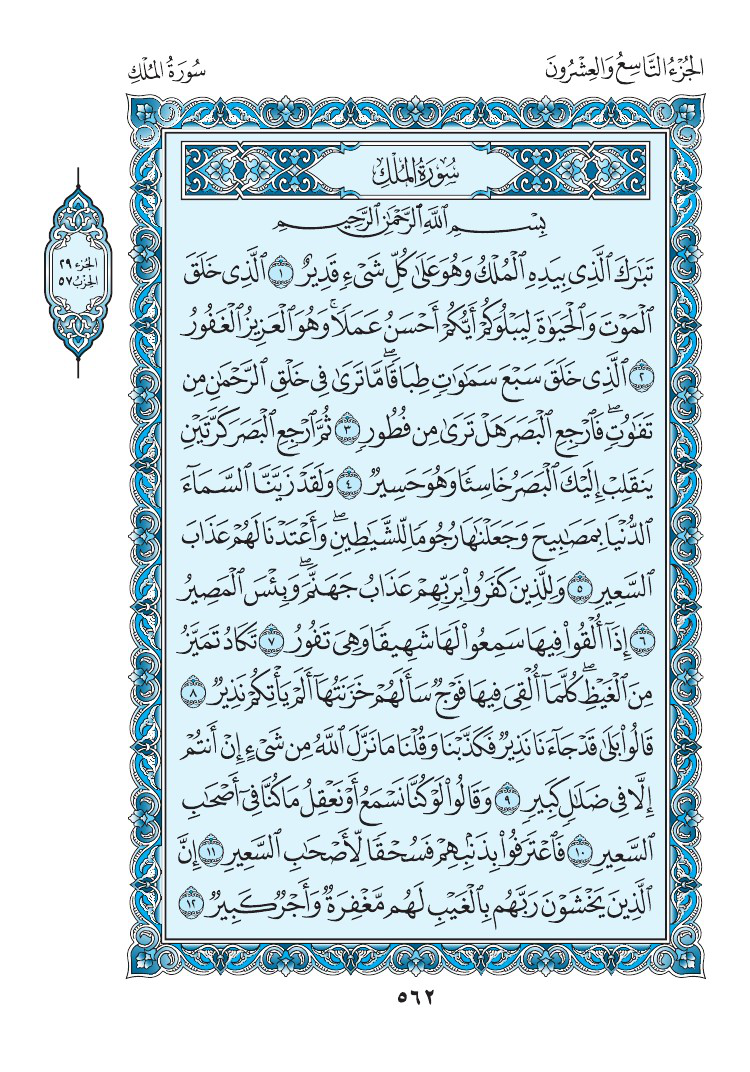 الجُزْءُ التَّاسِعُ وَالعِشْرُونَ
سُورَةُ المُلْكِ
سُورَةُ المُلْكِ
الجزء ٢٩
الحزب ٥٧
بِسْمِ ٱللَّهِ ٱلرَّحْمَٰنِ ٱلرَّحِيمِ
تَبَٰرَكَ ٱلَّذِى بِيَدِهِ ٱلْمُلْكُ وَهُوَ عَلَىٰ كُلِّ شَىْءٍ قَدِيرٌ ١ ٱلَّذِى خَلَقَ
ٱلْمَوْتَ وَٱلْحَيَوٰةَ لِيَبْلُوَكُمْ أَيُّكُمْ أَحْسَنُ عَمَلًا ۚ وَهُوَ ٱلْعَزِيزُ ٱلْغَفُورُ
٢ ٱلَّذِى خَلَقَ سَبْعَ سَمَٰوَٰتٍ طِبَاقًا ۖ مَّا تَرَىٰ فِى خَلْقِ ٱلرَّحْمَٰنِ مِن
تَفَٰوُتٍ ۖ فَٱرْجِعِ ٱلْبَصَرَ هَلْ تَرَىٰ مِن فُطُورٍ ٣ ثُمَّ ٱرْجِعِ ٱلْبَصَرَ كَرَّتَيْنِ
يَنقَلِبْ إِلَيْكَ ٱلْبَصَرُ خَاسِئًا وَهُوَ حَسِيرٌ ٤ وَلَقَدْ زَيَّنَّا ٱلسَّمَآءَ
ٱلدُّنْيَا بِمَصَٰبِيحَ وَجَعَلْنَٰهَا رُجُومًا لِّلشَّيَٰطِينِ ۖ وَأَعْتَدْنَا لَهُمْ عَذَابَ
ٱلسَّعِيرِ ٥ وَلِلَّذِينَ كَفَرُوا۟ بِرَبِّهِمْ عَذَابُ جَهَنَّمَ ۖ وَبِئْسَ ٱلْمَصِيرُ
٦ إِذَآ أُلْقُوا۟ فِيهَا سَمِعُوا۟ لَهَا شَهِيقًا وَهِىَ تَفُورُ ٧ تَكَادُ تَمَيَّزُ
مِنَ ٱلْغَيْظِ ۖ كُلَّمَآ أُلْقِىَ فِيهَا فَوْجٌ سَأَلَهُمْ خَزَنَتُهَآ أَلَمْ يَأْتِكُمْ نَذِيرٌ ٨
قَالُوا۟ بَلَىٰ قَدْ جَآءَنَا نَذِيرٌ فَكَذَّبْنَا وَقُلْنَا مَا نَزَّلَ ٱللَّهُ مِن شَىْءٍ إِنْ أَنتُمْ
إِلَّا فِى ضَلَٰلٍ كَبِيرٍ ٩ وَقَالُوا۟ لَوْ كُنَّا نَسْمَعُ أَوْ نَعْقِلُ مَا كُنَّا فِىٓ أَصْحَٰبِ
ٱلسَّعِيرِ ١٠ فَٱعْتَرَفُوا۟ بِذَنۢبِهِمْ فَسُحْقًا لِّأَصْحَٰبِ ٱلسَّعِيرِ ١١ إِنَّ
ٱلَّذِينَ يَخْشَوْنَ رَبَّهُم بِٱلْغَيْبِ لَهُم مَّغْفِرَةٌ وَأَجْرٌ كَبِيرٌ ١٢
٥٦٢